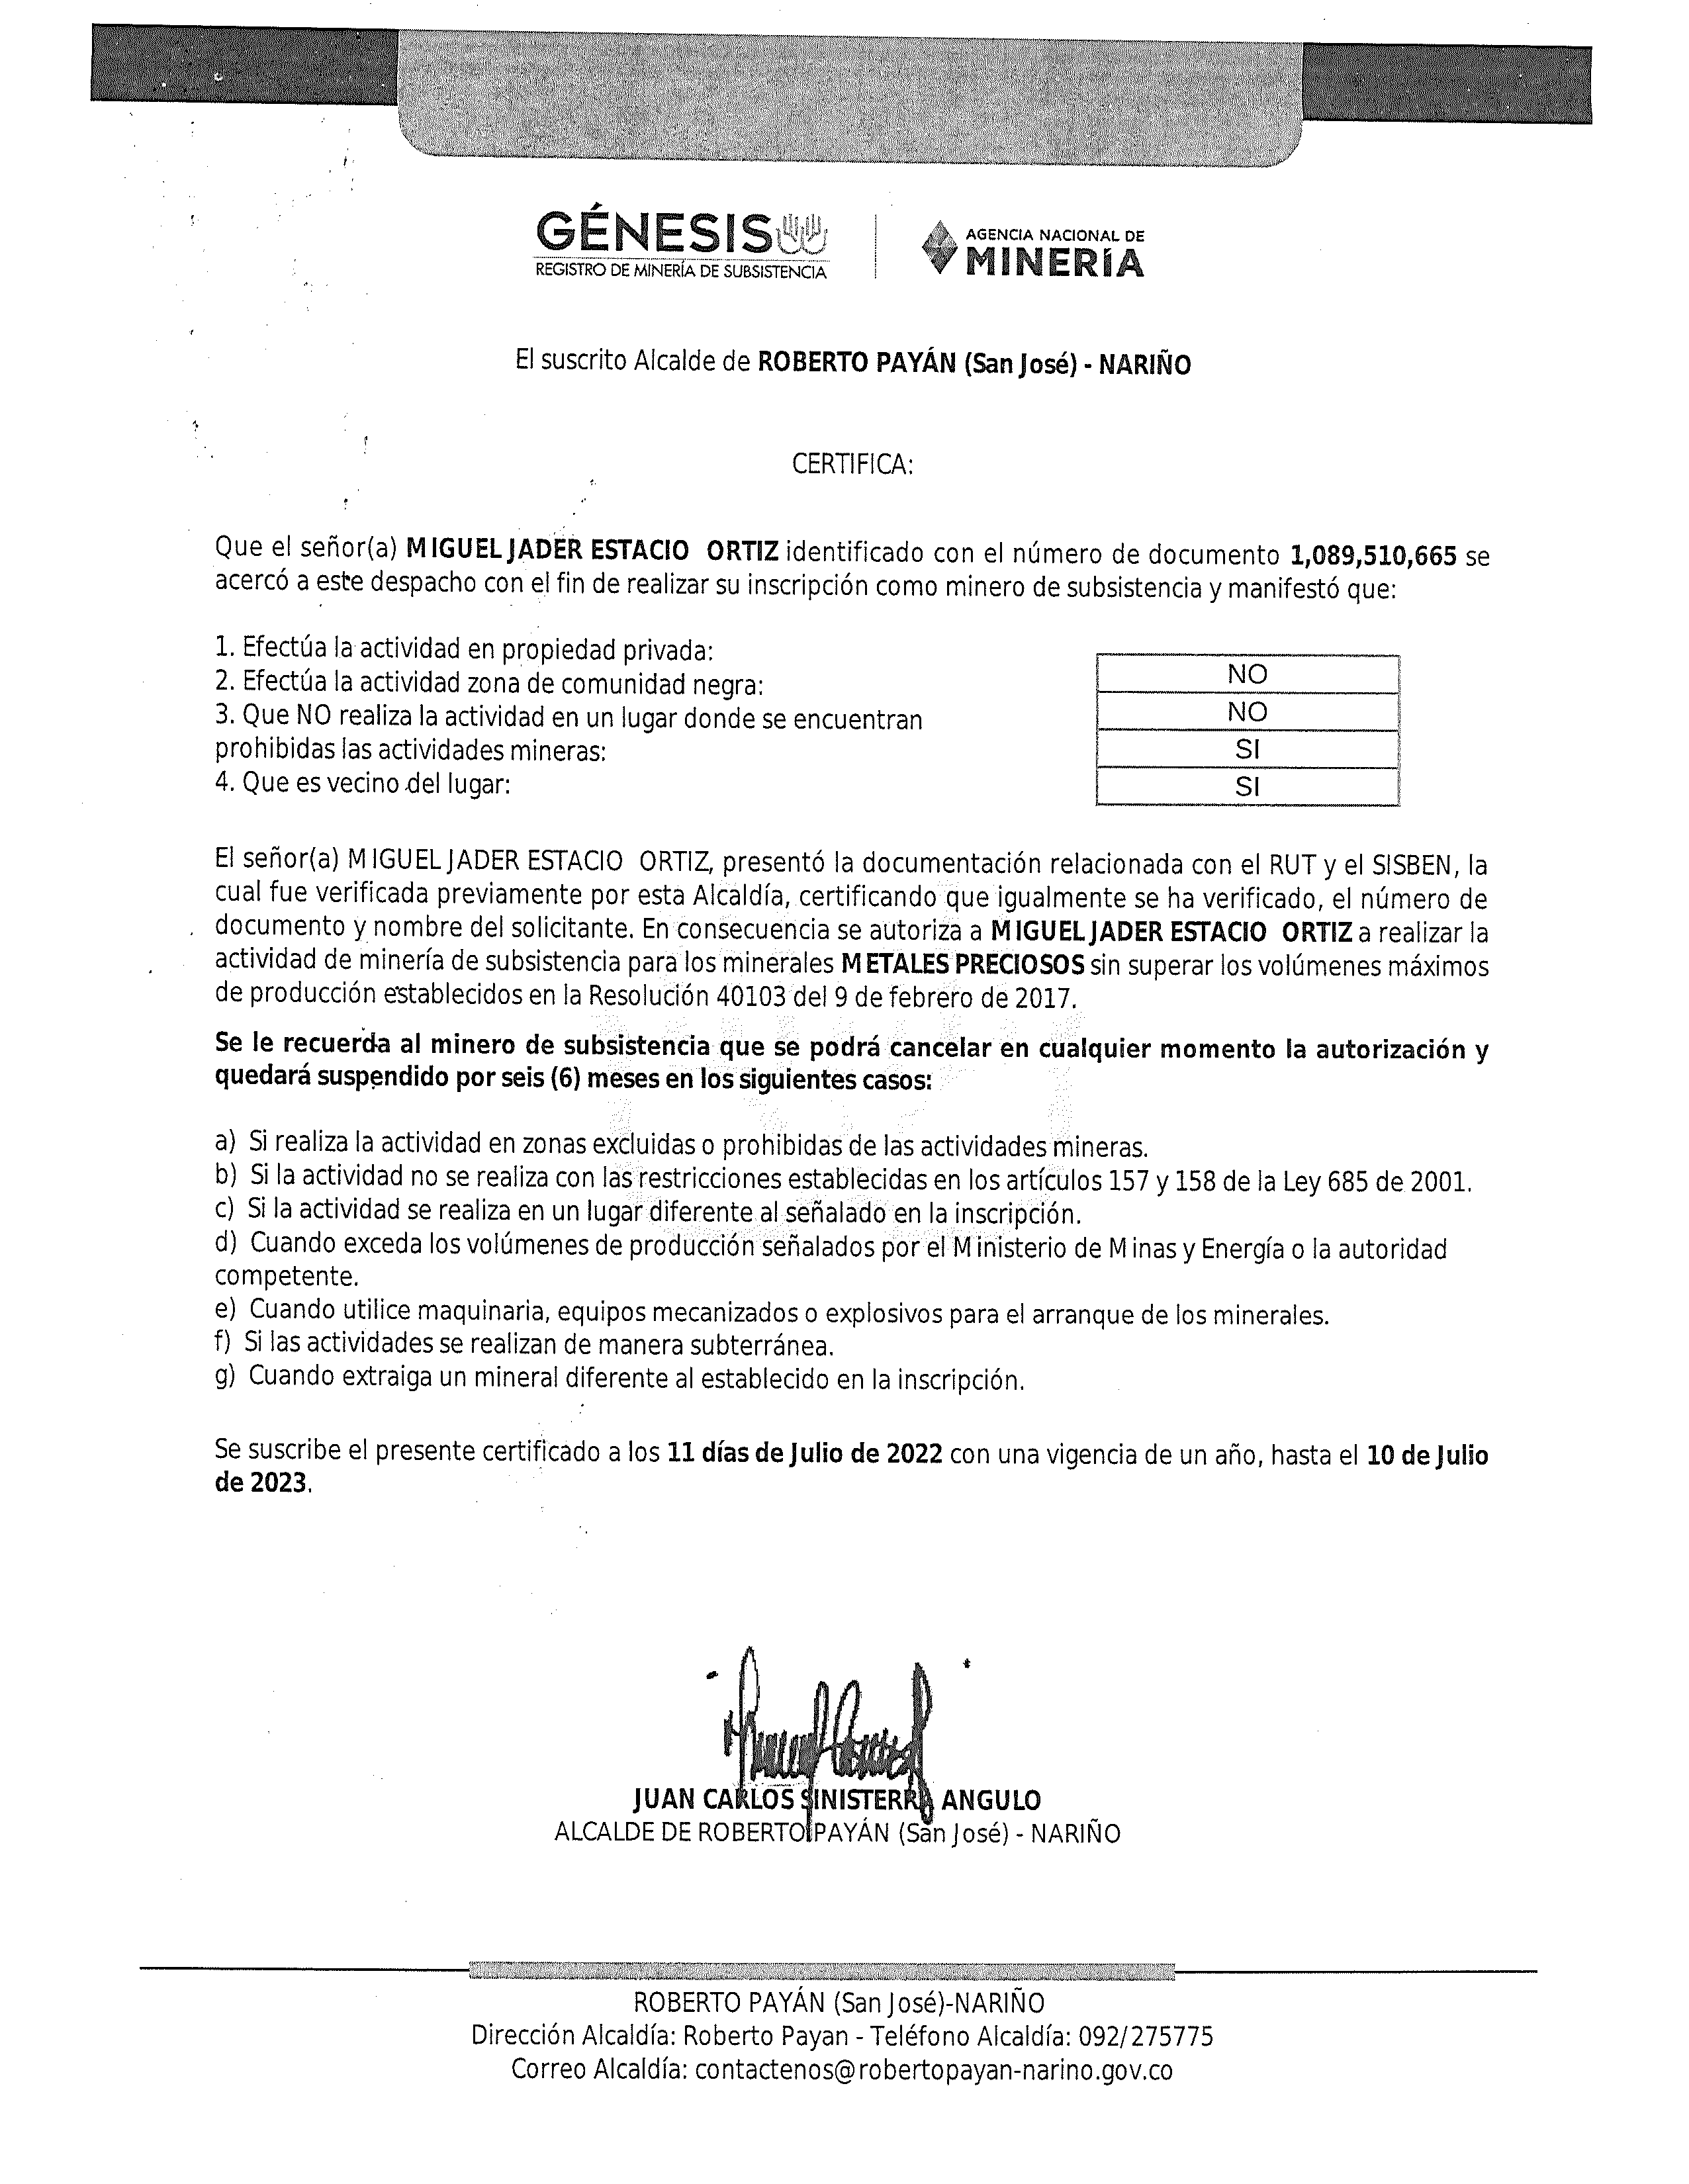 GÉNESIS
REGISTRO DE MINERÍA DE SUBSISTENCIA
AGENCIA NACIONAL DE
MINERÍA
El suscrito Alcalde de ROBERTO PAYÁN (San José) - NARIÑO
CERTIFICA:
Que el señor(a) MIGUEL JADER ESTACIO ORTIZ identificado con el número de documento 1,089,510,665 se
acercó a este despacho con el fin de realizar su inscripción como minero de subsistencia y manifestó que:
1. Efectúa la actividad en propiedad privada:
NO
2. Efectúa la actividad zona de comunidad negra:
NO
3. Que NO realiza la actividad en un lugar donde se encuentran
prohibidas las actividades mineras:
SI
4. Que es vecino del lugar:
SI
El señor(a) MIGUEL JADER ESTACIO ORTIZ, presentó la documentación relacionada con el RUT y el SISBEN, la
cual fue verificada previamente por esta Alcaldía, certificando que igualmente se ha verificado, el número de
documento y nombre del solicitante. En consecuencia se autoriza a MIGUEL JADER ESTACIO ORTIZ a realizar la
actividad de minería de subsistencia para los minerales METALES PRECIOSOS sin superar los volúmenes máximos
de producción establecidos en la Resolución 40103 del 9 de febrero de 2017.
Se le recuerda al minero de subsistencia que se podrá cancelar en cualquier momento la autorización y
quedará suspendido por seis (6) meses en los siguientes casos:
a) Si realiza la actividad en zonas excluidas o prohibidas de las actividades mineras.
b) Si la actividad no se realiza con las restricciones establecidas en los artículos 157 y 158 de la Ley 685 de 2001.
c) Si la actividad se realiza en un lugar diferente al señalado en la inscripción.
d) Cuando exceda los volúmenes de producción señalados por el Ministerio de Minas y Energía o la autoridad
competente.
e) Cuando utilice maquinaria, equipos mecanizados o explosivos para el arranque de los minerales.
f) Si las actividades se realizan de manera subterránea.
g) Cuando extraiga un mineral diferente al establecido en la inscripción.
Se suscribe el presente certificado a los 11 días de Julio de 2022 con una vigencia de un año, hasta el 10 de Julio
de 2023.
JUAN CARLOS SINISTERRA ANGULO
ALCALDE DE ROBERTO PAYÁN (San José) - NARIÑO
ROBERTO PAYÁN (San José)-NARIÑO
Dirección Alcaldía: Roberto Payan - Teléfono Alcaldía: 092/275775
Correo Alcaldía: contactenos@robertopayan-narino.gov.co